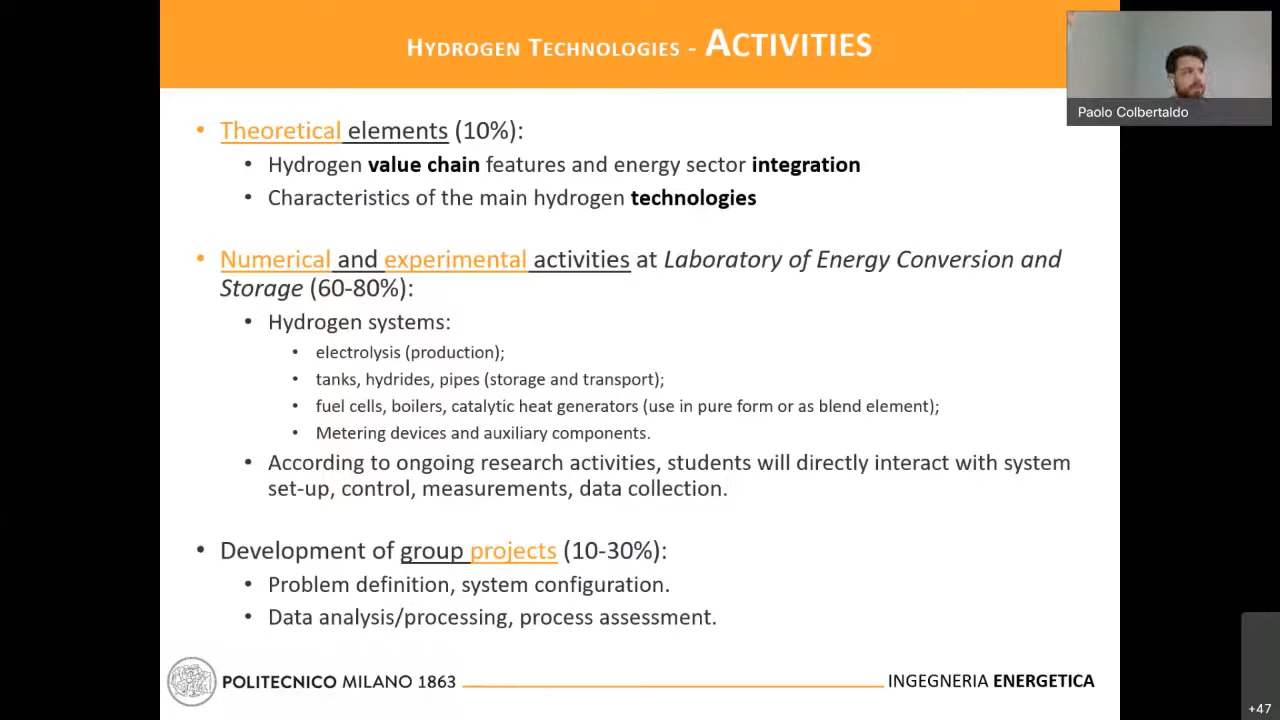 HYDROGEN TECHNOLOGIES - ACTIVITIES
Paolo Colbertaldo
• Theoretical elements (10%):
• Hydrogen value chain features and energy sector integration
• Characteristics of the main hydrogen technologies
• Numerical and experimental activities at Laboratory of Energy Conversion and
Storage (60-80%):
• Hydrogen systems:
• electrolysis (production);
• tanks, hydrides, pipes (storage and transport);
• fuel cells, boilers, catalytic heat generators (use in pure form or as blend element);
• Metering devices and auxiliary components.
• According to ongoing research activities, students will directly interact with system
set-up, control, measurements, data collection.
• Development of group projects (10-30%):
• Problem definition, system configuration.
• Data analysis/processing, process assessment.
POLITECNICO MILANO 1863
INGEGNERIA ENERGETICA
+47